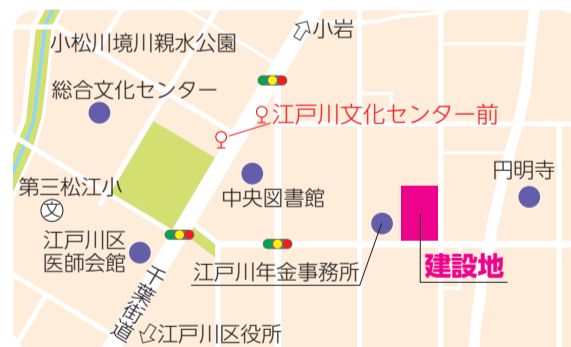 小岩
小松川境川親水公園
総合文化センター
江戸川文化センター前
円明寺
第三松江小
文
中央図書館
江戸川区
医師会館
江戸川年金事務所
建設地
千葉街道
江戸川区役所